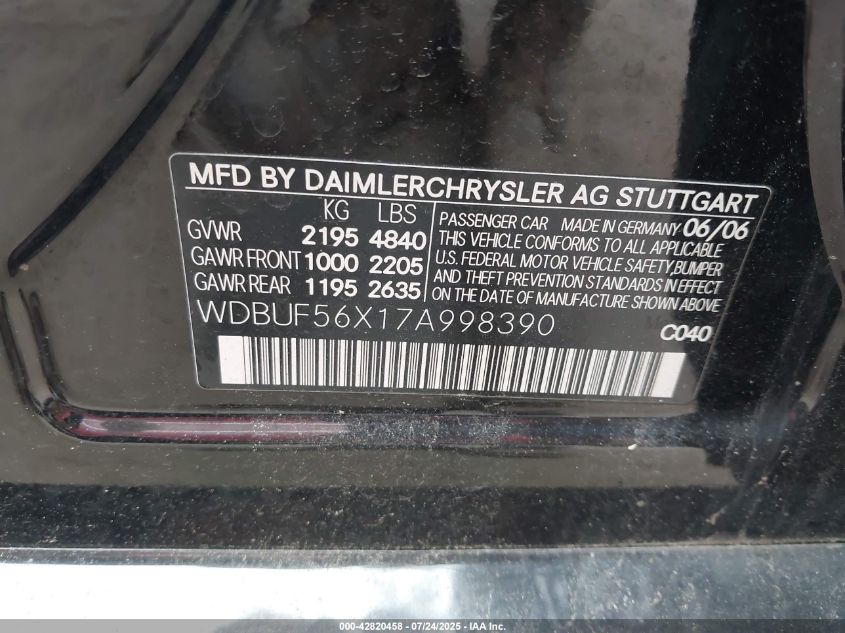 MFD BY DAIMLERCHRYSLER AG STUTTGART
KG LBS
GVWR 2195 4840
GAWR FRONT 1000 2205
GAWR REAR 1195 2635
PASSENGER CAR MADE IN GERMANY 06/06
THIS VEHICLE CONFORMS TO ALL APPLICABLE
U.S. FEDERAL MOTOR VEHICLE SAFETY,BUMPER
AND THEFT PREVENTION STANDARDS IN EFFECT
ON THE DATE OF MANUFACTURE SHOWN ABOVE
WDBUF56X17A998390
C040
000-42820458 - 07/24/2025 - IAA, Inc.